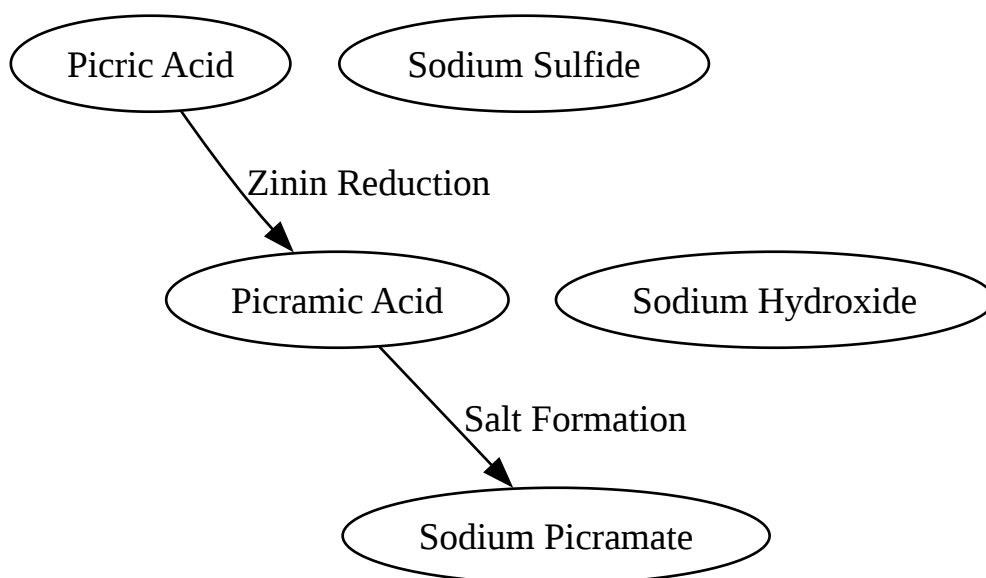 Picric Acid
Sodium Sulfide
Zinin Reduction
Picramic Acid
Sodium Hydroxide
Salt Formation
Sodium Picramate